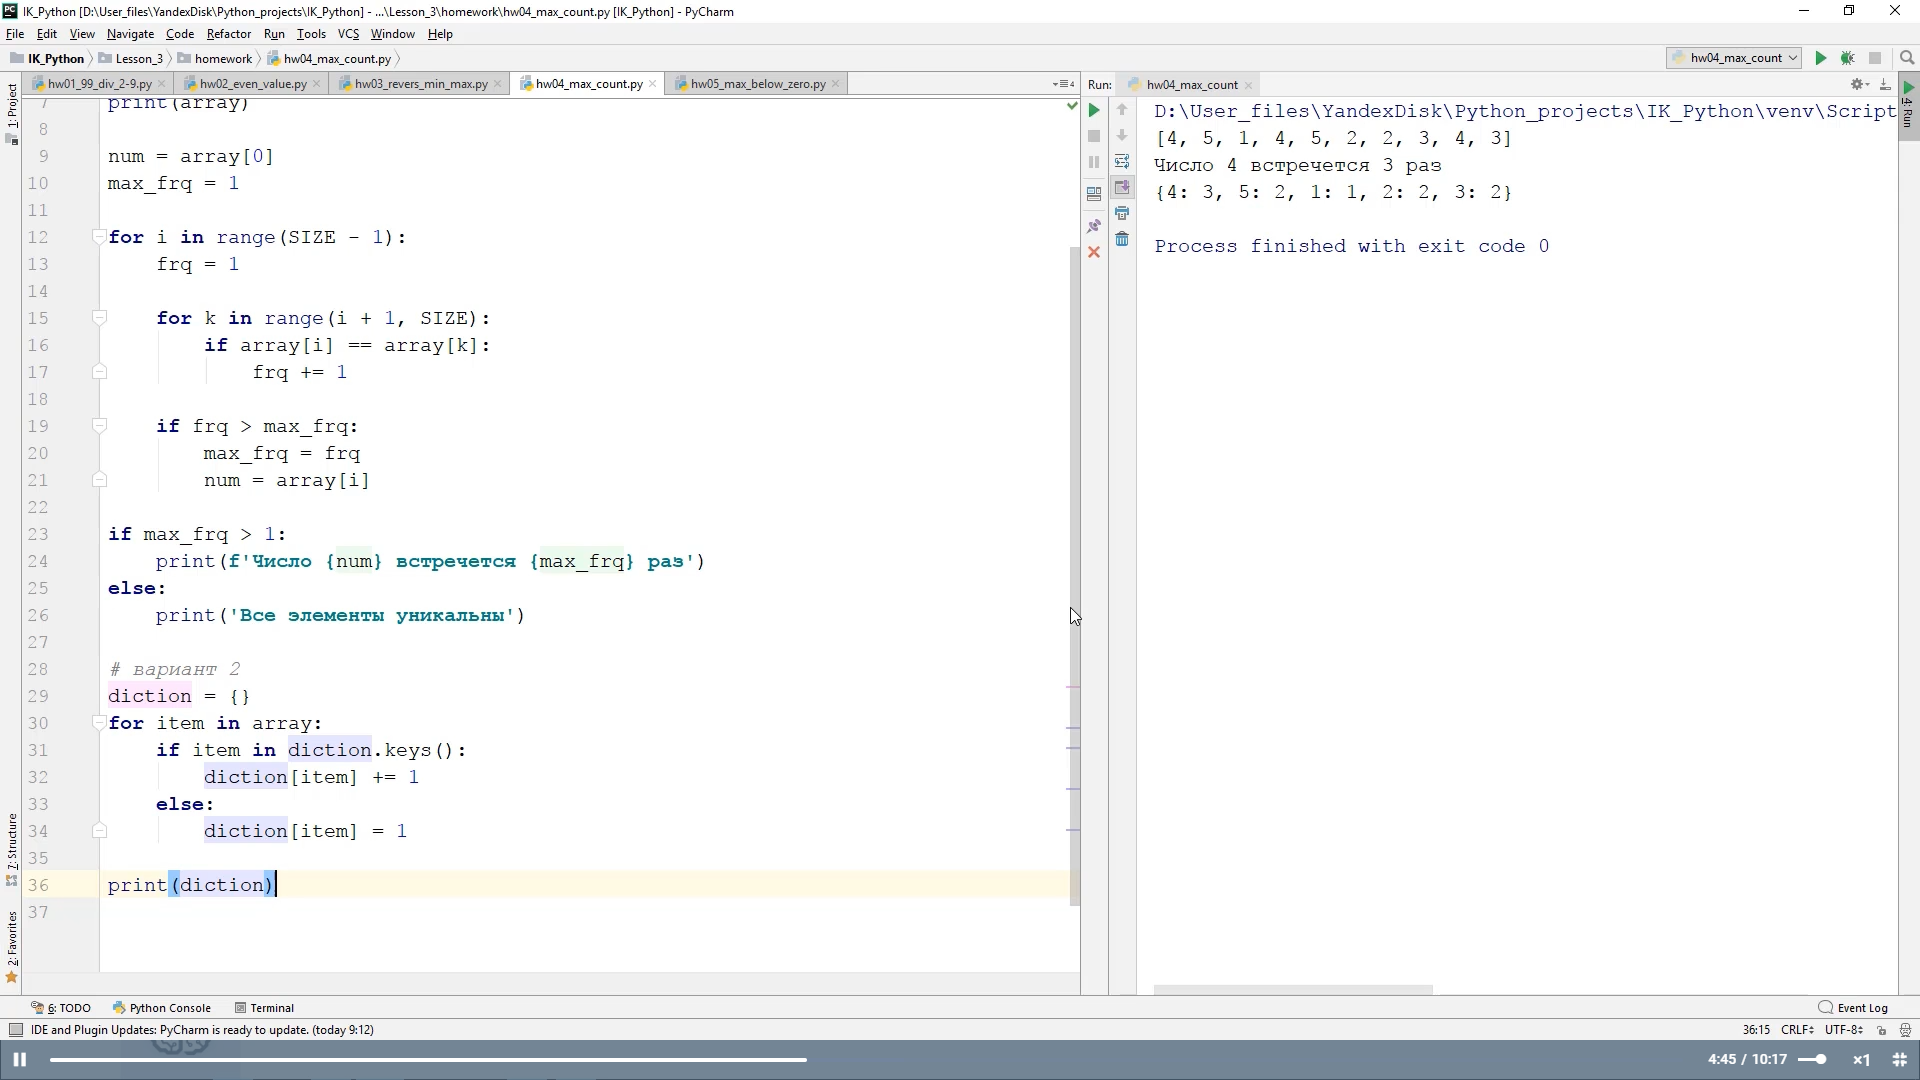 IK_Python [D:\User_files\YandexDisk\Python_projects\IK_Python] - ...\Lesson_3\homework\hw04_max_count.py [IK_Python] - PyCharm
File Edit View Navigate Code Refactor Run Tools VCS Window Help
IK_Python Lesson_3 homework hw04_max_count.py
hw04_max_count
hw01_99_div_2-9.py hw02_even_value.py hw03_revers_min_max.py hw04_max_count.py hw05_max_below_zero.py
Run: hw04_max_count
1: Project
7: Structure
2: Favorites
4: Run
7 print(array)
8
9 num = array[0]
10 max_frq = 1
11
12 for i in range(SIZE - 1):
13 frq = 1
14
15 for k in range(i + 1, SIZE):
16 if array[i] == array[k]:
17 frq += 1
18
19 if frq > max_frq:
20 max_frq = frq
21 num = array[i]
22
23 if max_frq > 1:
24 print(f'Число {num} встречется {max_frq} раз')
25 else:
26 print('Все элементы уникальны')
27
28 # вариант 2
29 diction = {}
30 for item in array:
31 if item in diction.keys():
32 diction[item] += 1
33 else:
34 diction[item] = 1
35
36 print(diction)
37
D:\User_files\YandexDisk\Python_projects\IK_Python\venv\Script
[4, 5, 1, 4, 5, 2, 2, 3, 4, 3]
Число 4 встречется 3 раз
{4: 3, 5: 2, 1: 1, 2: 2, 3: 2}
Process finished with exit code 0
6: TODO Python Console Terminal Event Log
IDE and Plugin Updates: PyCharm is ready to update. (today 9:12) 36:15 CRLF UTF-8
4:45 / 10:17 ×1